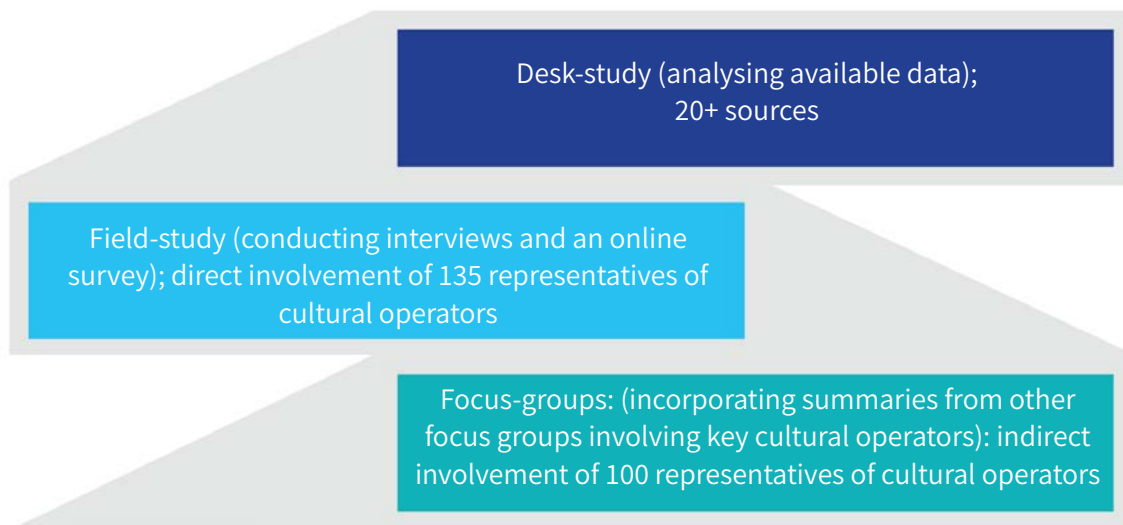 Desk-study (analysing available data);
20+ sources
Field-study (conducting interviews and an online
survey); direct involvement of 135 representatives of
cultural operators
Focus-groups: (incorporating summaries from other
focus groups involving key cultural operators): indirect
involvement of 100 representatives of cultural operators